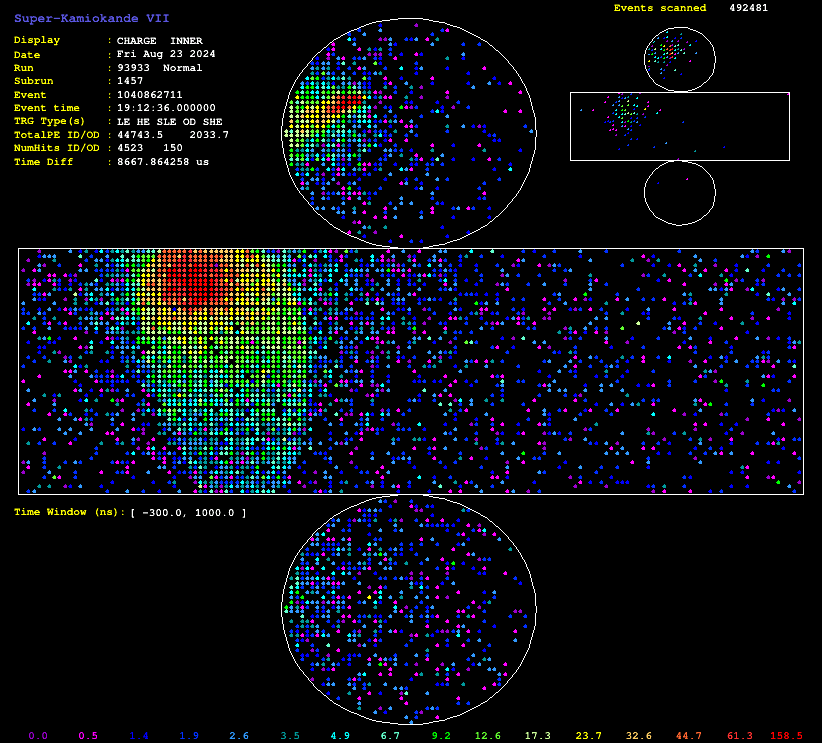 Super-Kamiokande VII
Events scanned 492481
Display : CHARGE INNER
Date : Fri Aug 23 2024
Run : 93933 Normal
Subrun : 1457
Event : 1040862711
Event time : 19:12:36.000000
TRG Type(s) : LE HE SLE OD SHE
TotalPE ID/OD : 44743.5 2033.7
NumHits ID/OD : 4523 150
Time Diff : 8667.864258 us
Time Window (ns): [ -300.0, 1000.0 ]
0.0 0.5 1.4 1.9 2.6 3.5 4.9 6.7 9.2 12.6 17.3 23.7 32.6 44.7 61.3 158.5